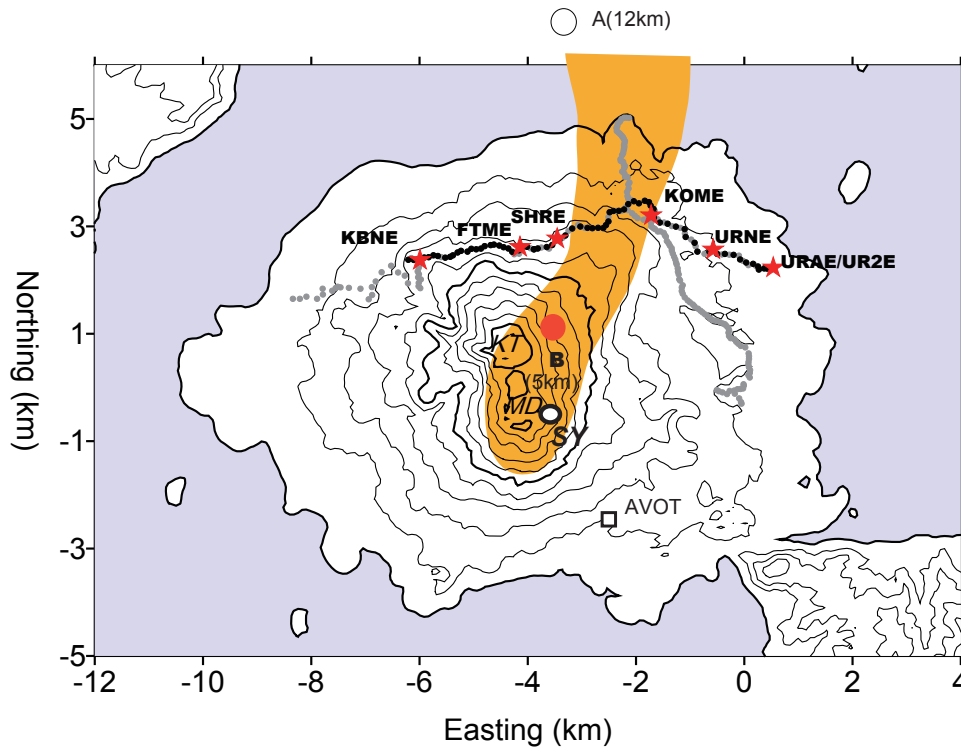 A(12km)
5
3
1
-1
-3
-5
Northing (km)
KOME
SHRE
FTME
KBNE
URNE
URAE/UR2E
KT
B
(5km)
MD
SY
AVOT
-12
-10
-8
-6
-4
-2
0
2
4
Easting (km)